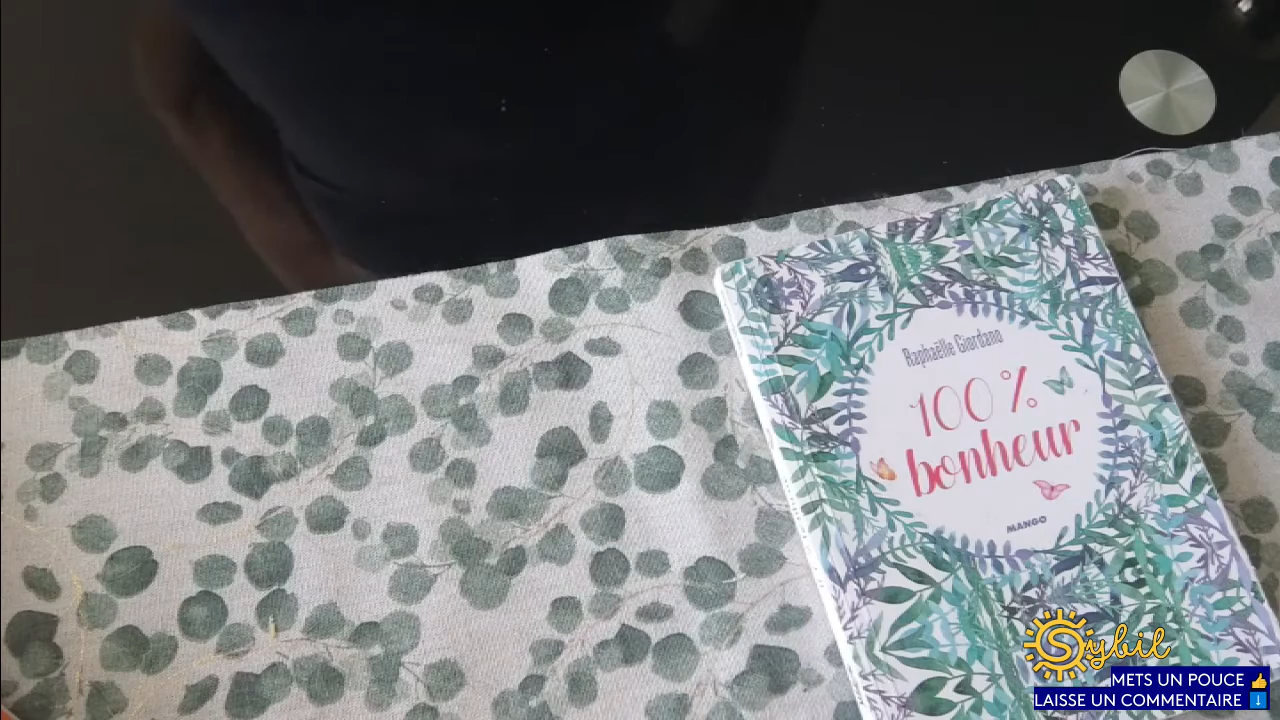 Raphaëlle Giordano
100 %
bonheur
MANGO
Sybil
METS UN POUCE 👍
LAISSE UN COMMENTAIRE ⬇️